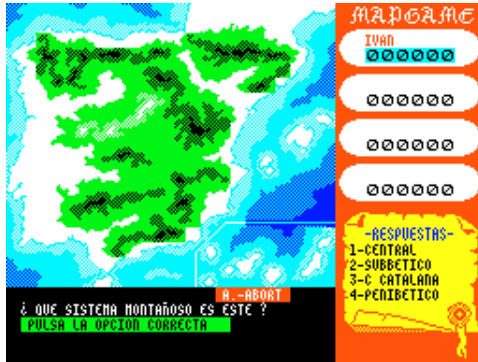 MAPGAME
IVAN
000000
000000
000000
000000
-RESPUESTAS-
1-CENTRAL
2-SUBBETICO
3-C CATALANA
4-PENIBETICO
A.-ABORT
¿ QUE SISTEMA MONTAÑOSO ES ESTE ?
PULSA LA OPCION CORRECTA